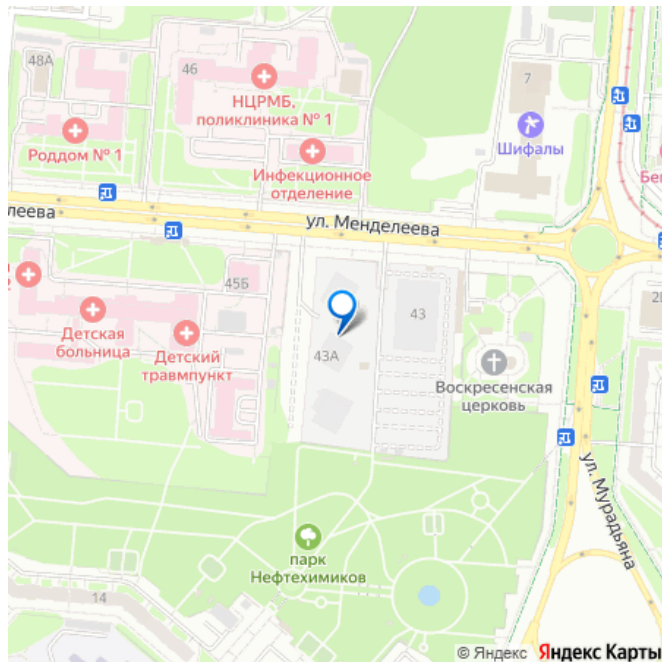 48А
46
7
НЦРМБ,
поликлиника № 1
Роддом № 1
Шифалы
Инфекционное
отделение
леева
ул. Менделеева
45Б
43
Детская
больница
Детский
травмпункт
43А
Воскресенская
церковь
ул. Мурадьяна
парк
Нефтехимиков
14
© Яндекс Яндекс Карты